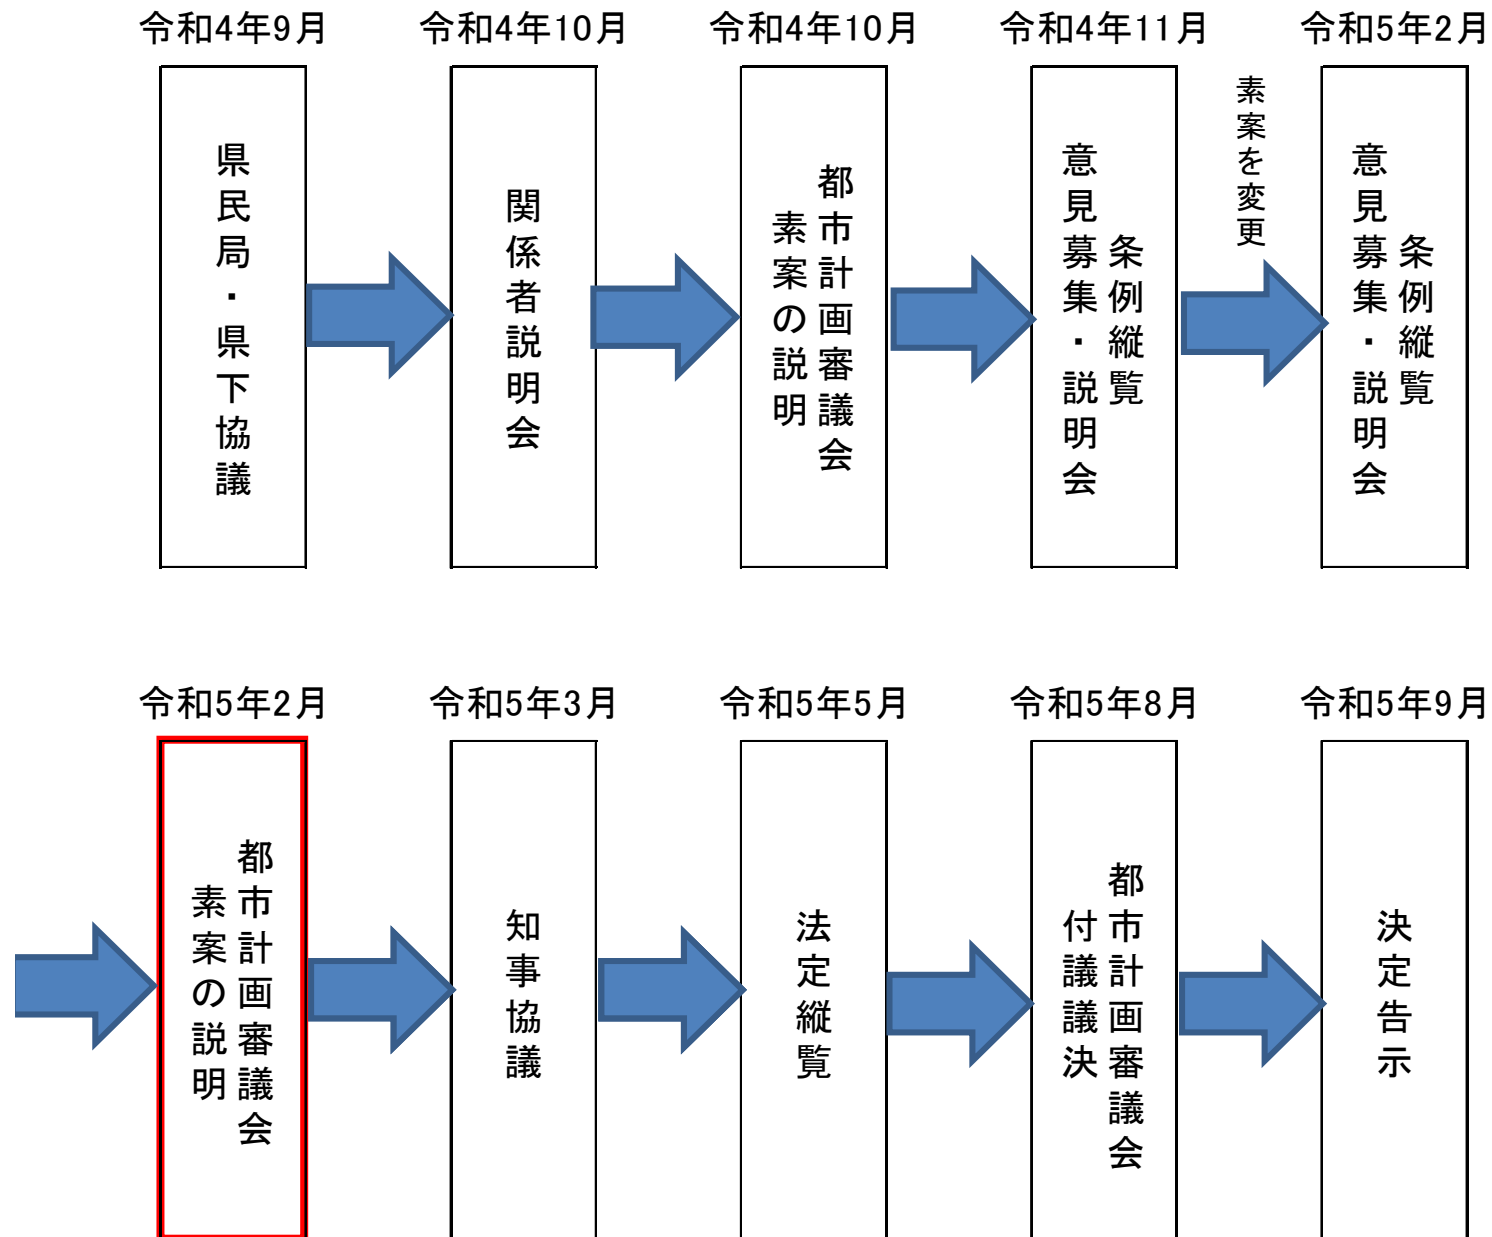 令和4年9月
県民局・県下協議
令和4年10月
関係者説明会
令和4年10月
都市計画審議会
素案の説明
令和4年11月
条例縦覧
意見募集・説明会
素案を変更
令和5年2月
条例縦覧
意見募集・説明会
令和5年2月
都市計画審議会
素案の説明
令和5年3月
知事協議
令和5年5月
法定縦覧
令和5年8月
都市計画審議会
付議議決
令和5年9月
決定告示